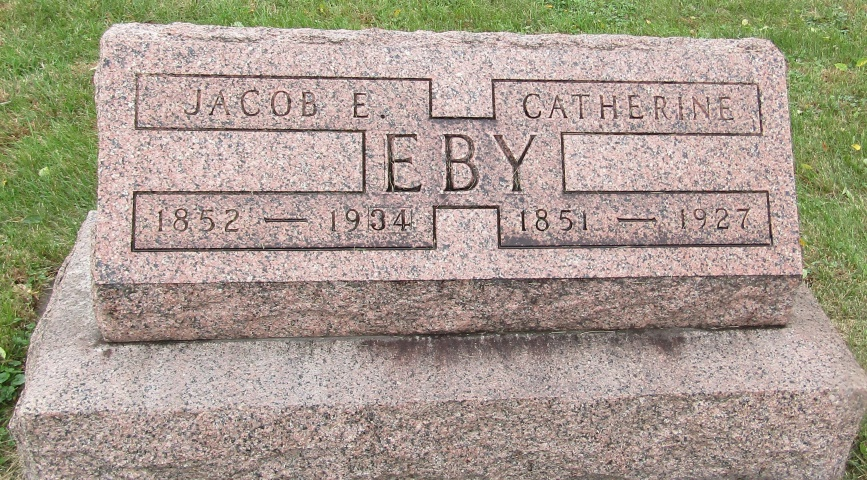 JACOB E. CATHERINE
EBY
1852 — 1934 1851 — 1927